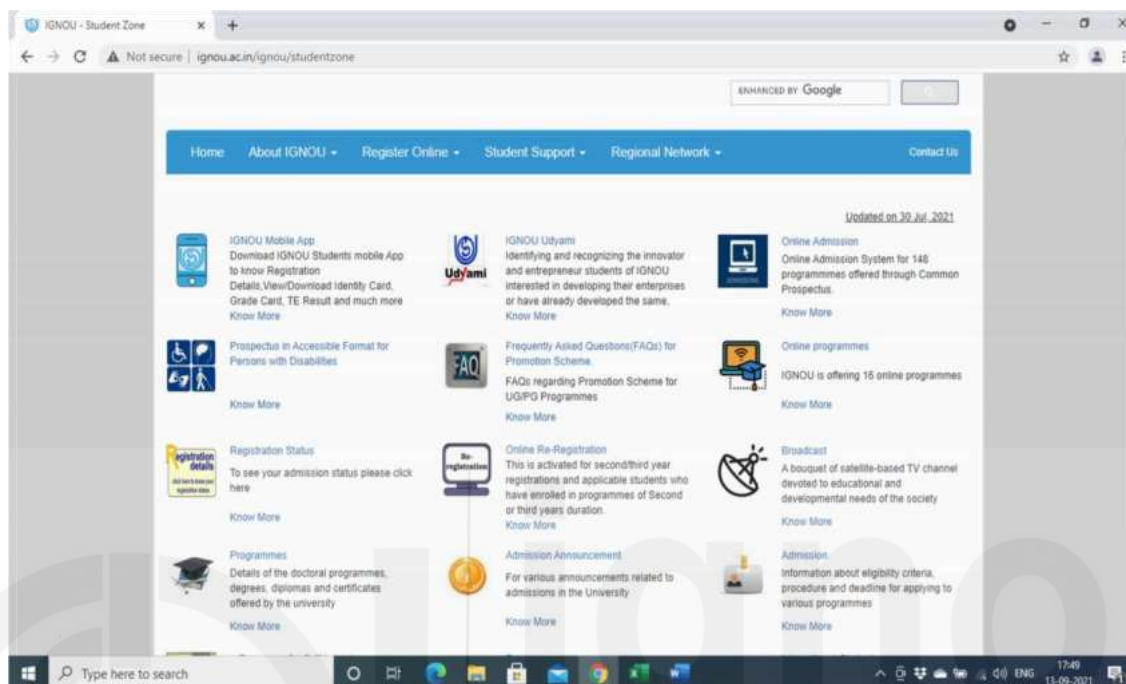 IGNOU - Student Zone
Not secure | ignou.ac.in/ignou/studentzone
ENHANCED BY Google
Home About IGNOU Register Online Student Support Regional Network Contact Us
Updated on 30 Jul, 2021
IGNOU Mobile App
Download IGNOU Students mobile App
to know Registration
Details,View/Download Identity Card,
Grade Card, TE Result and much more
Know More
Udyami
IGNOU Udyami
Identifying and recognizing the innovator
and entrepreneur students of IGNOU
interested in developing their enterprises
or have already developed the same.
Know More
Online Admission
Online Admission System for 148
programmmes offered through Common
Prospectus.
Know More
Prospectus in Accessible Format for
Persons with Disabilities
Know More
FAQ
Frequently Asked Questions(FAQs) for
Promotion Scheme.
FAQs regarding Promotion Scheme for
UG/PG Programmes
Know More
Online programmes
IGNOU is offering 16 online programmes
Know More
Registration
details
Registration Status
To see your admission status please click
here
Know More
Re-
registration
Online Re-Registration
This is activated for second/third year
registrations and applicable students who
have enrolled in programmes of Second
or third years duration.
Know More
Broadcast
A bouquet of satellite-based TV channel
devoted to educational and
developmental needs of the society
Know More
Programmes
Details of the doctoral programmes,
degrees, diplomas and certificates
offered by the university
Know More
Admission Announcement
For various announcements related to
admissions in the University
Know More
Admission
Information about eligibility criteria,
procedure and deadline for applying to
various programmes
Know More
Type here to search
ENG
17:49
13-09-2021